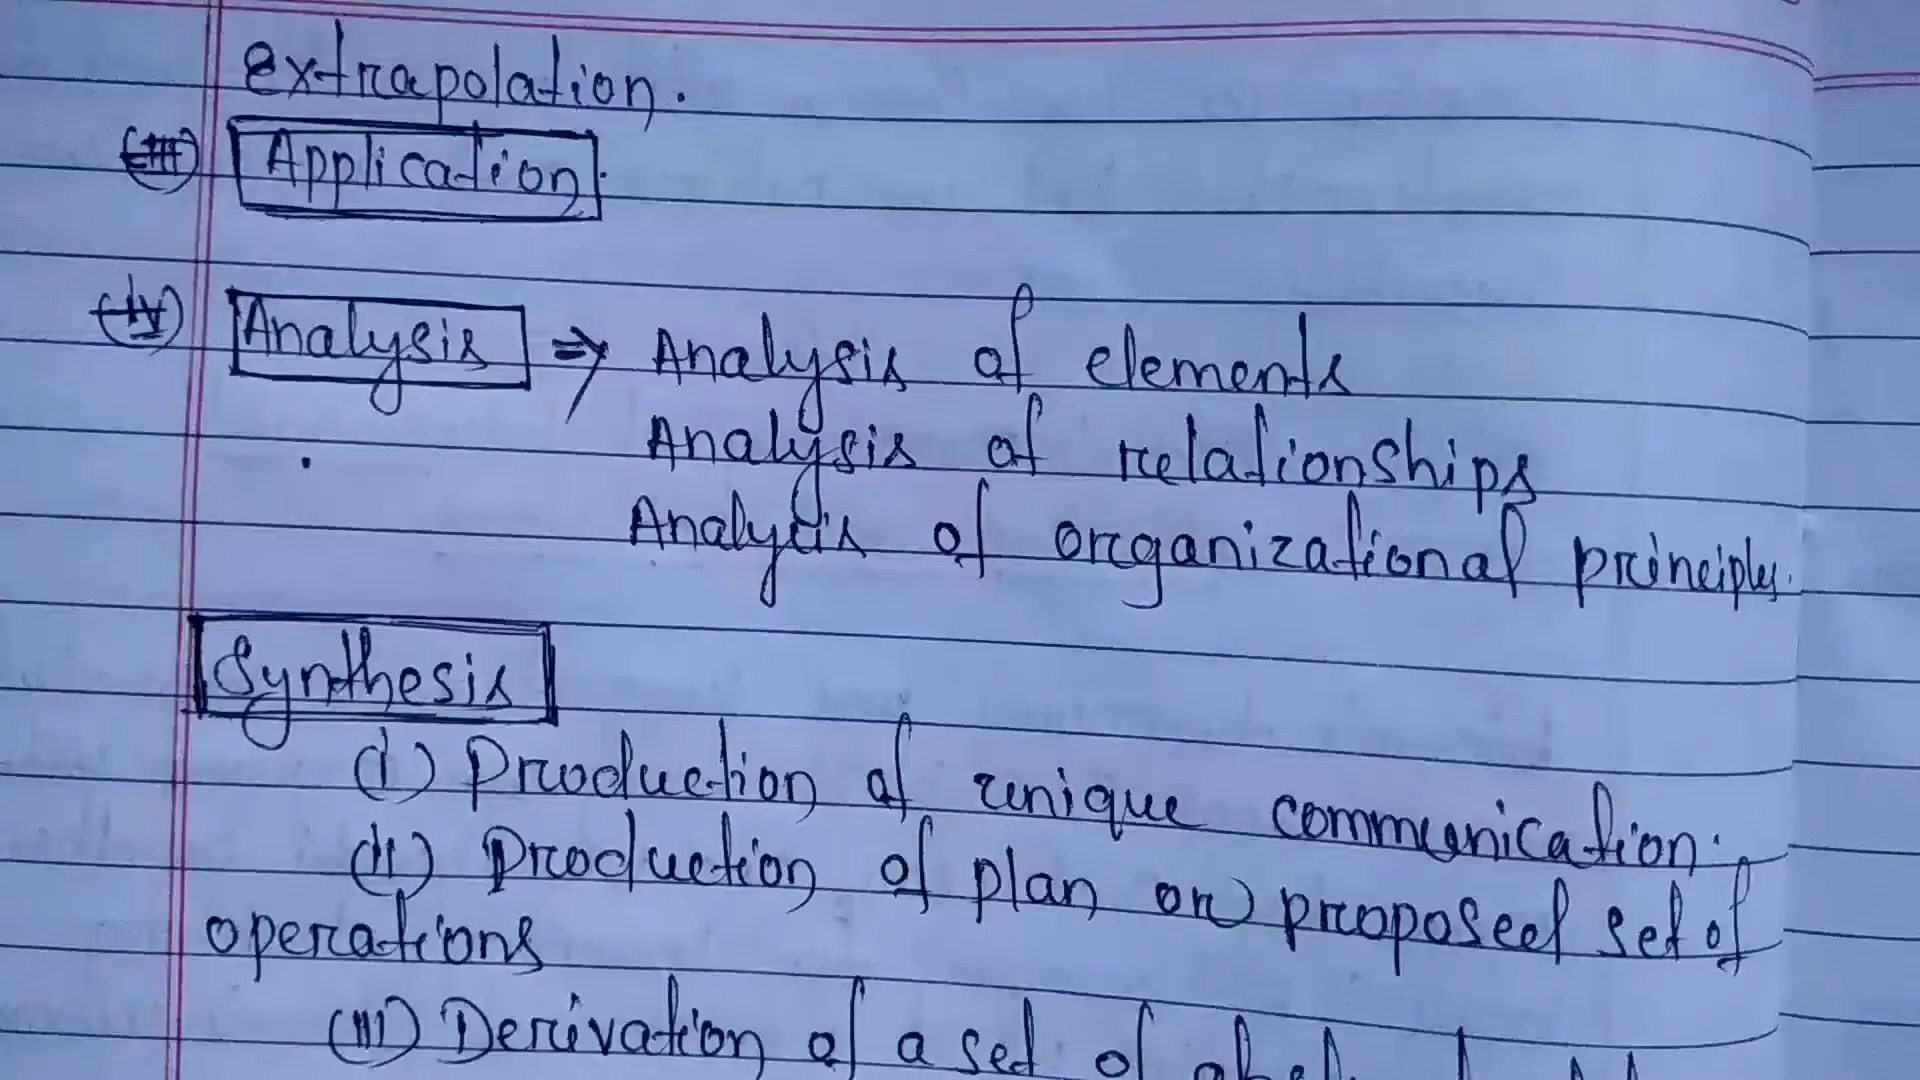 extrapolation.
(iii) Application.
(iv) Analysis ⇒ Analysis of elements
Analysis of relationships
Analysis of organizational principles.
Synthesis
(i) Production of unique communication.
(ii) Production of plan or proposed set of
operations
(iii) Derivation of a set of